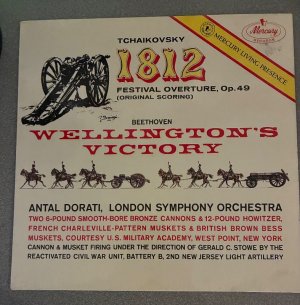 TCHAIKOVSKY
1812
FESTIVAL OVERTURE, Op. 49
(ORIGINAL SCORING)
Mercury
MERCURY LIVING PRESENCE
BEETHOVEN
WELLINGTON'S
VICTORY
ANTAL DORATI, LONDON SYMPHONY ORCHESTRA
TWO 6-POUND SMOOTH-BORE BRONZE CANNONS & 12-POUND HOWITZER,
FRENCH CHARLEVILLE-PATTERN MUSKETS & BRITISH BROWN BESS
MUSKETS, COURTESY U.S. MILITARY ACADEMY, WEST POINT, NEW YORK
CANNON & MUSKET FIRING UNDER THE DIRECTION OF GERALD C. STOWE BY THE
REACTIVATED CIVIL WAR UNIT, BATTERY B, 2ND NEW JERSEY LIGHT ARTILLERY